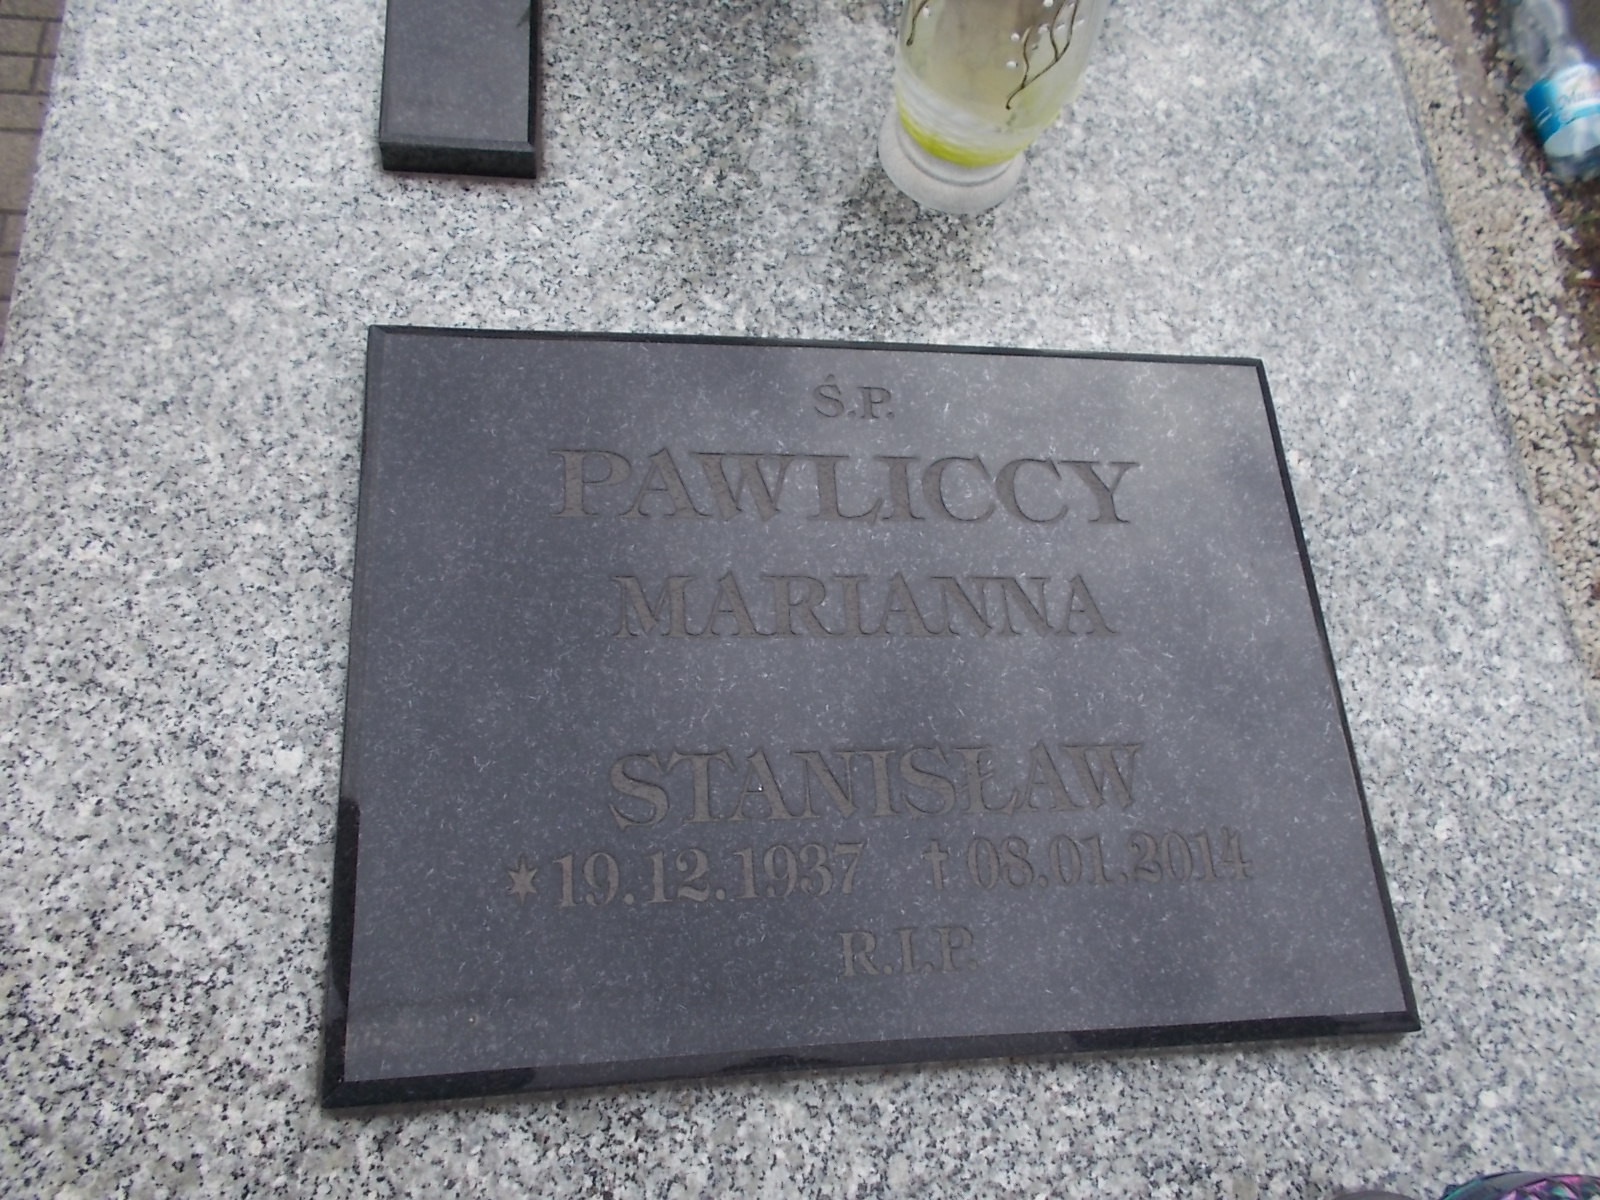 Ś.P.
PAWLICCY
MARIANNA
STANISŁAW
*19.12.1937 †08.01.2014
R.I.P.